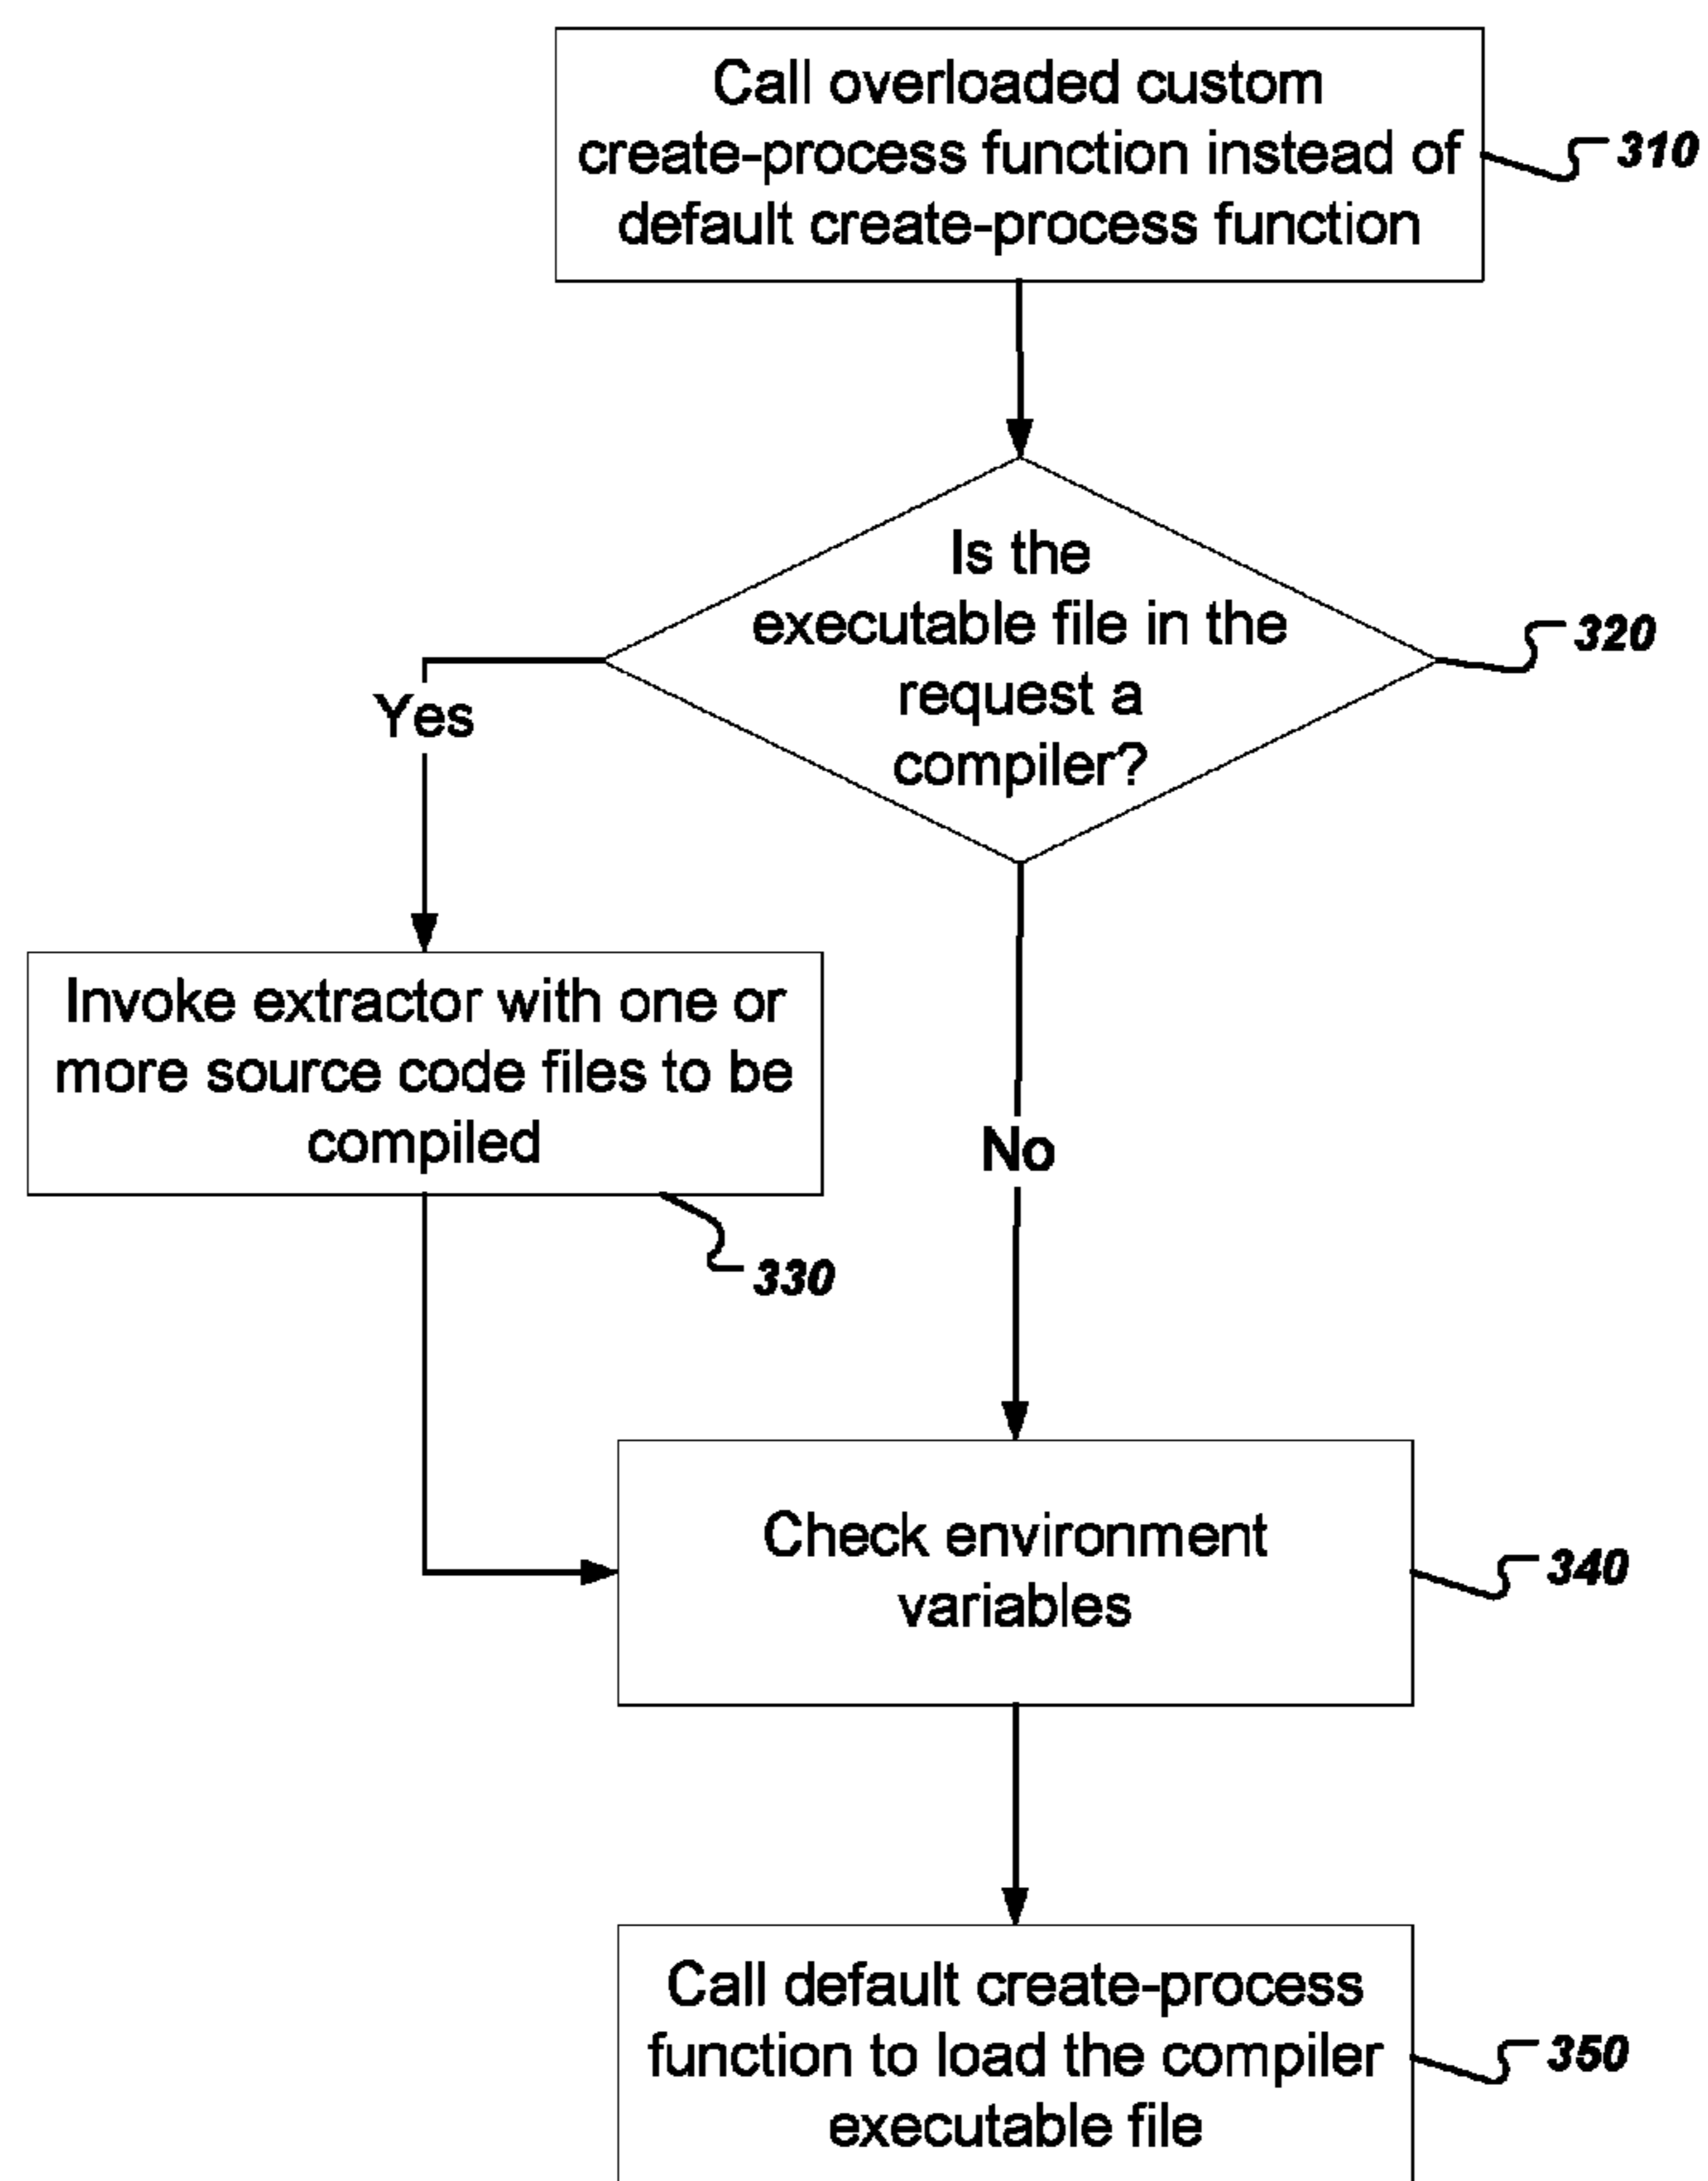 Call overloaded custom
create-process function instead of
default create-process function
310
Is the
executable file in the
request a
compiler?
320
Yes
Invoke extractor with one or
more source code files to be
compiled
330
No
Check environment
variables
340
Call default create-process
function to load the compiler
executable file
350